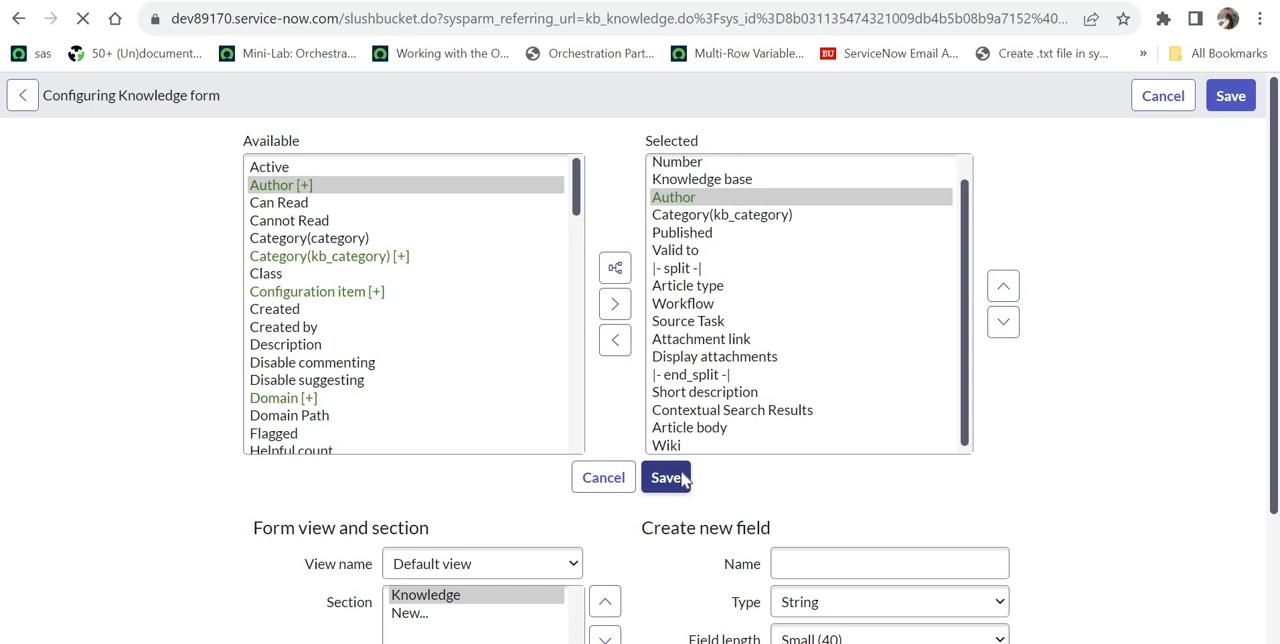 dev89170.service-now.com/slushbucket.do?sysparm_referring_url=kb_knowledge.do%3Fsys_id%3D8b031135474321009db4b5b08b9a7152%40...
sas
50+ (Un)document...
Mini-Lab: Orchestra...
Working with the O...
Orchestration Part...
Multi-Row Variable...
BU
ServiceNow Email A...
Create .txt file in sy...
»
All Bookmarks
Configuring Knowledge form
Cancel
Save
Available
Active
Author [+]
Can Read
Cannot Read
Category(category)
Category(kb_category) [+]
Class
Configuration item [+]
Created
Created by
Description
Disable commenting
Disable suggesting
Domain [+]
Domain Path
Flagged
Helpful count
Selected
Number
Knowledge base
Author
Category(kb_category)
Published
Valid to
|- split -|
Article type
Workflow
Source Task
Attachment link
Display attachments
|- end_split -|
Short description
Contextual Search Results
Article body
Wiki
Cancel
Save
Form view and section
View name
Default view
Section
Knowledge
New...
Create new field
Name
Type
String
Field length
Small (40)